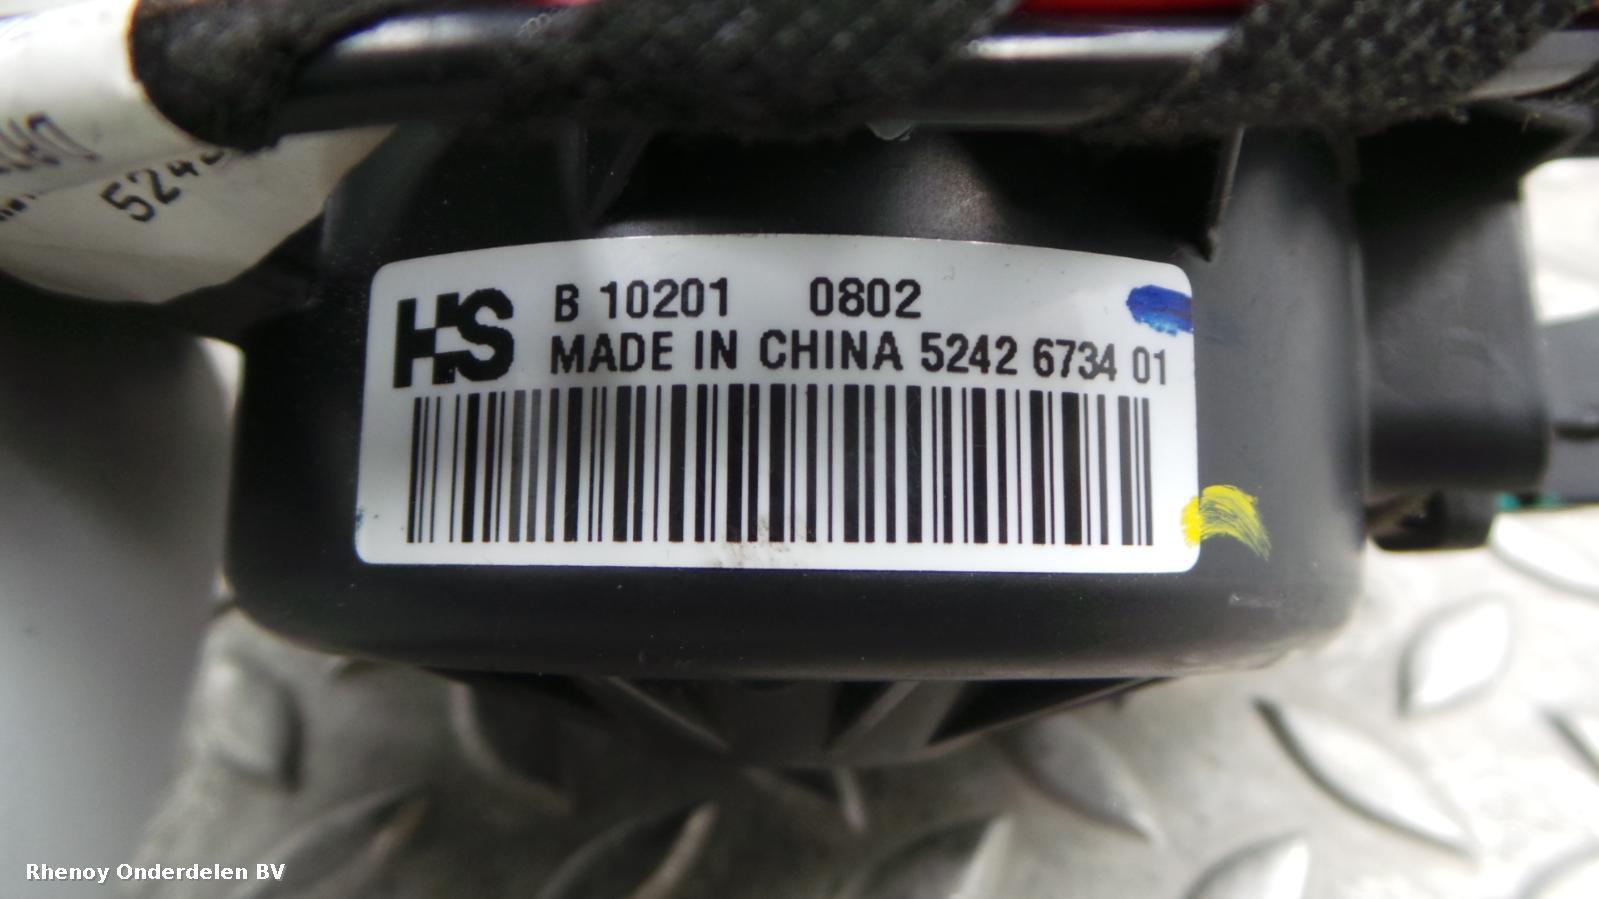 HS B 10201 0802
MADE IN CHINA 5242 6734 01
Rhenoy Onderdelen BV